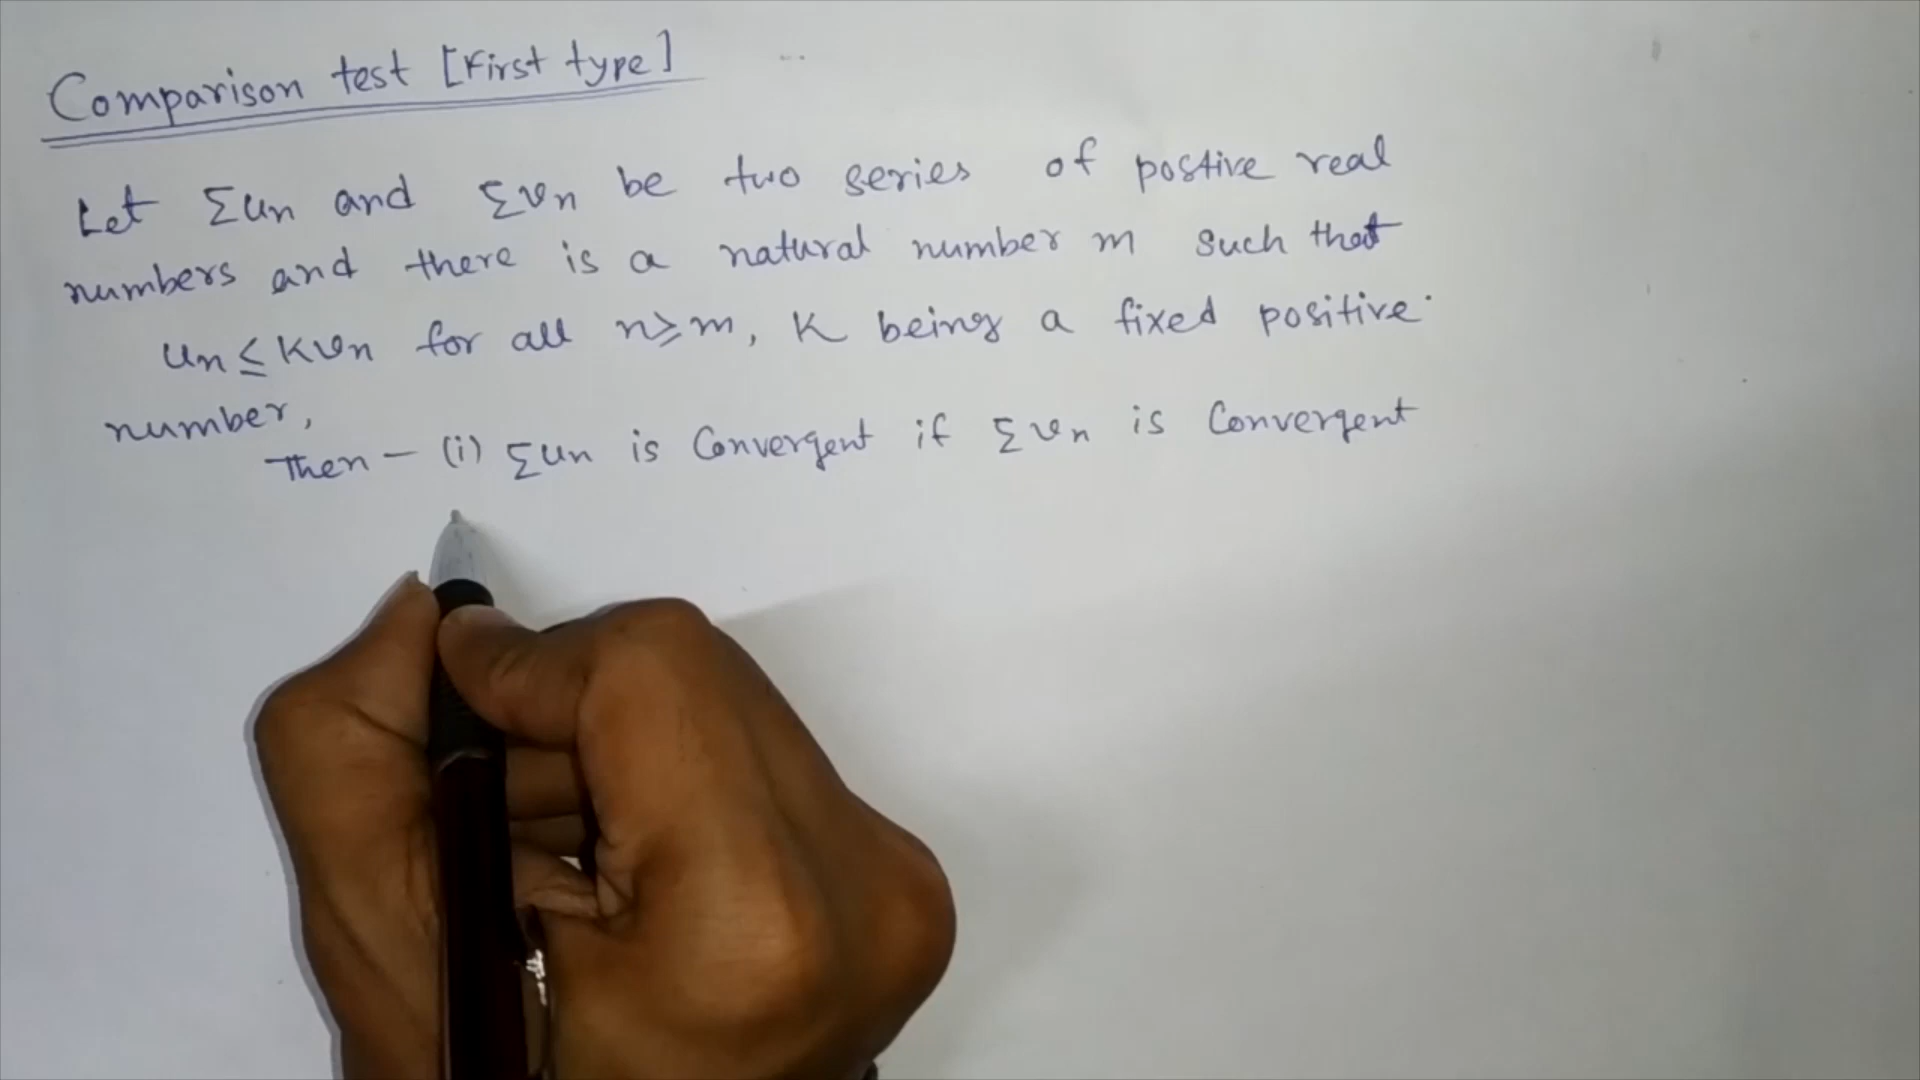 Comparison test [First type]
Let Σun and Σvn be two series of postive real
numbers and there is a natural number m such that
un ≤ Kvn for all n ≥ m, K being a fixed positive
number,
Then — (i) Σun is Convergent if Σvn is Convergent